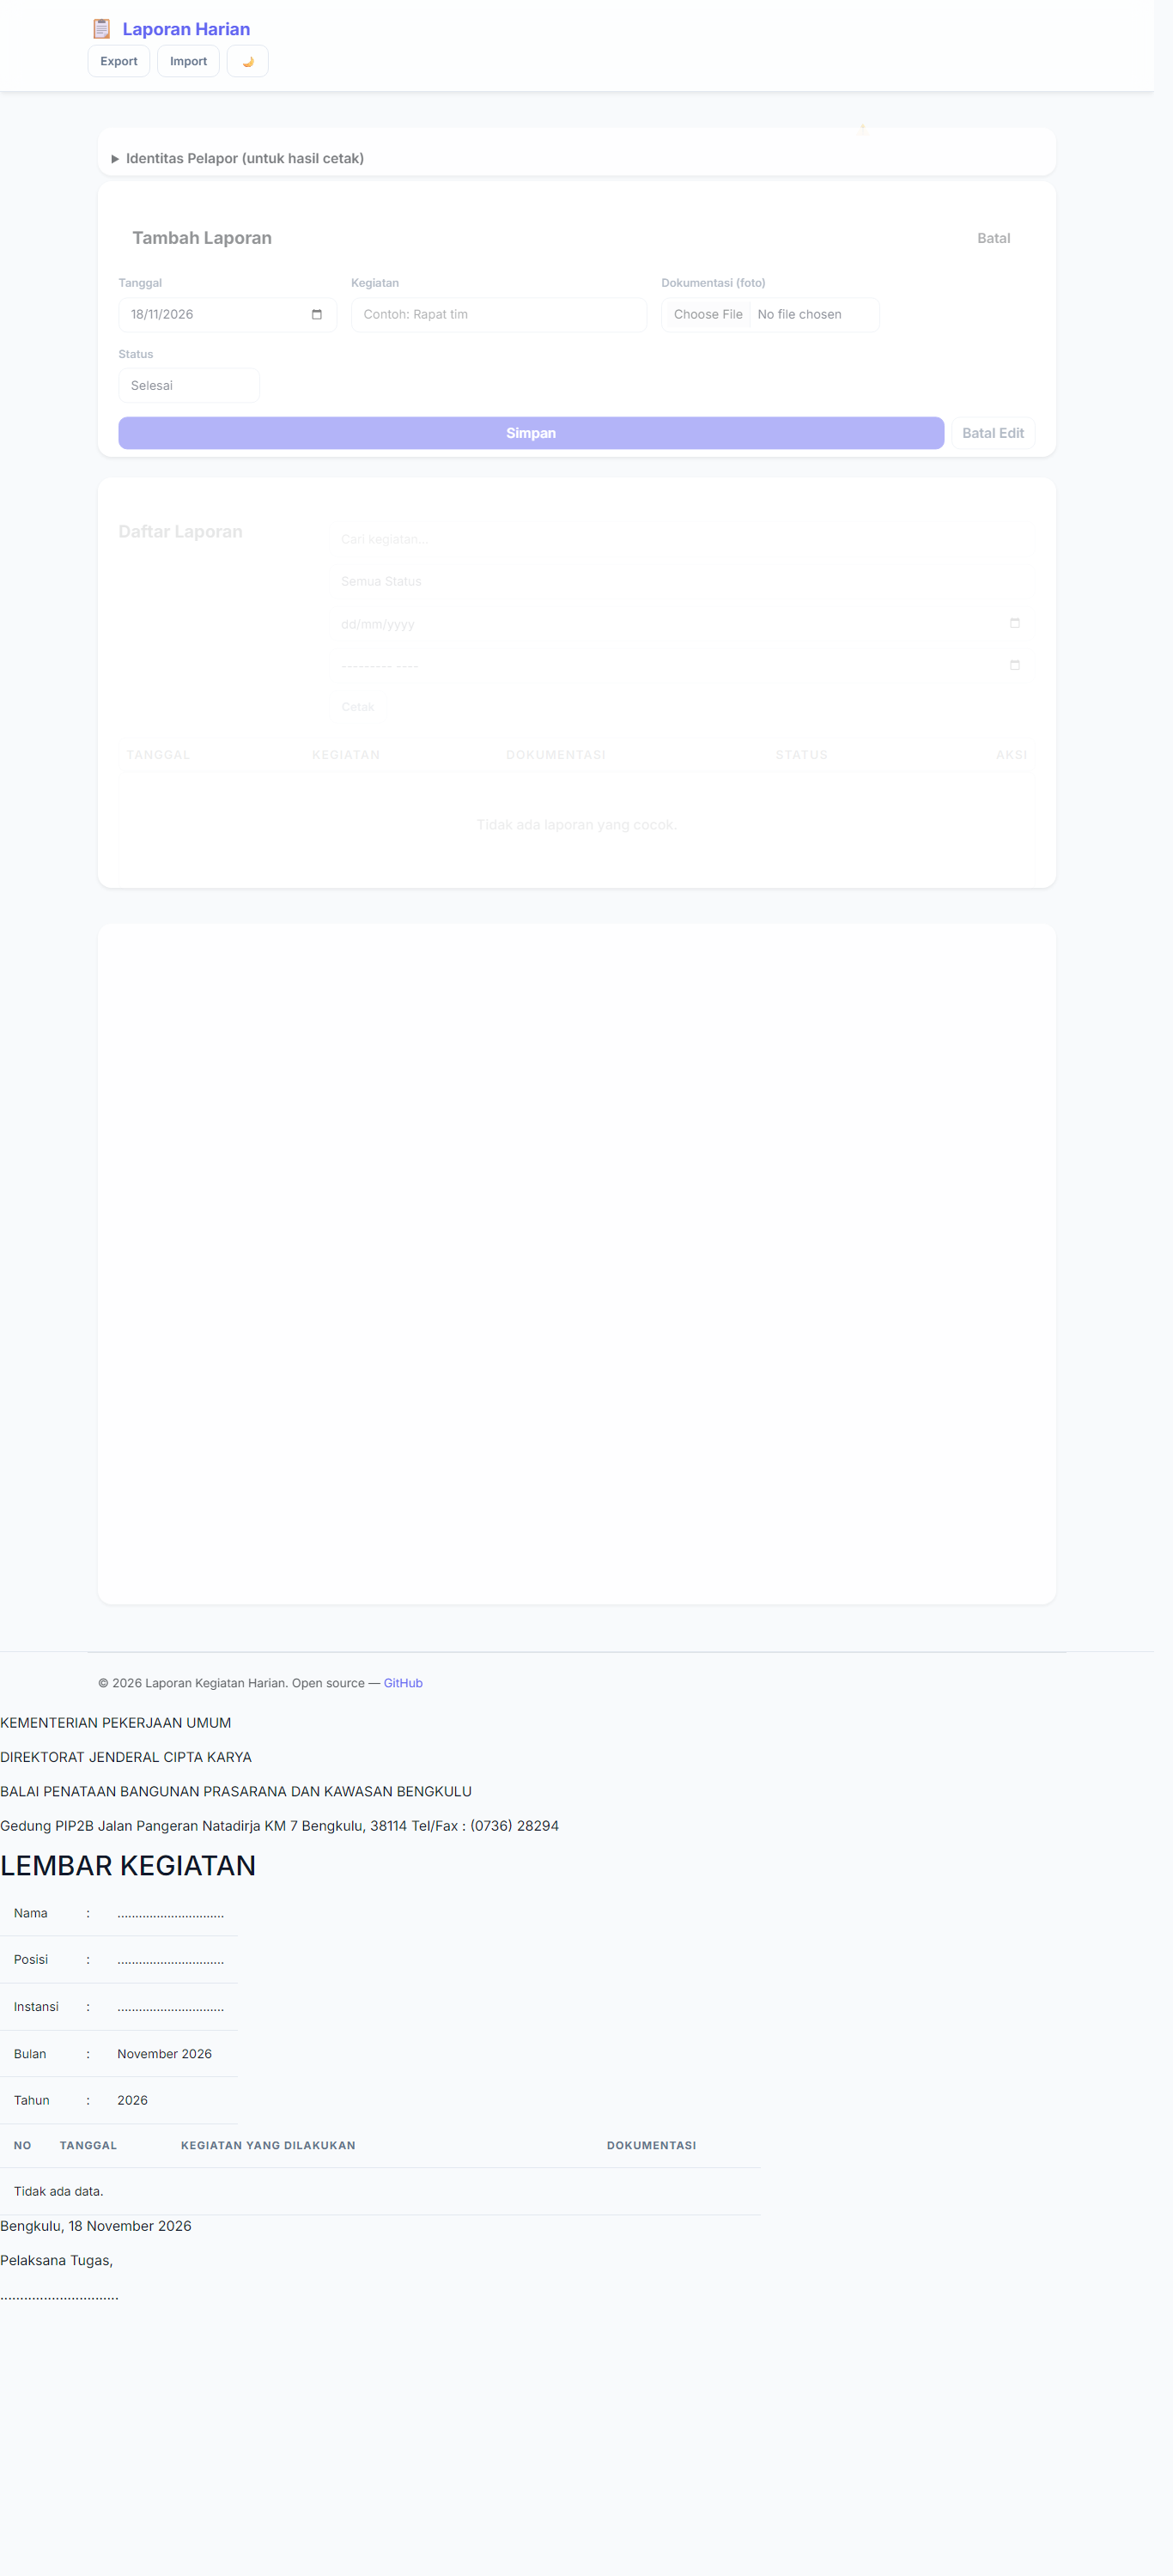 Laporan Harian
Export Import
Identitas Pelapor (untuk hasil cetak)
Tambah Laporan Batal
Tanggal Kegiatan Dokumentasi (foto)
18/11/2026 Contoh: Rapat tim Choose File No file chosen
Status
Selesai
Simpan Batal Edit
Daftar Laporan
Cari kegiatan...
Semua Status
dd/mm/yyyy
--------- ----
Cetak
TANGGAL KEGIATAN DOKUMENTASI STATUS AKSI
Tidak ada laporan yang cocok.
© 2026 Laporan Kegiatan Harian. Open source — GitHub
KEMENTERIAN PEKERJAAN UMUM
DIREKTORAT JENDERAL CIPTA KARYA
BALAI PENATAAN BANGUNAN PRASARANA DAN KAWASAN BENGKULU
Gedung PIP2B Jalan Pangeran Natadirja KM 7 Bengkulu, 38114 Tel/Fax : (0736) 28294
LEMBAR KEGIATAN
Nama : ..............................
Posisi : ..............................
Instansi : ..............................
Bulan : November 2026
Tahun : 2026
NO TANGGAL KEGIATAN YANG DILAKUKAN DOKUMENTASI
Tidak ada data.
Bengkulu, 18 November 2026
Pelaksana Tugas,
..............................